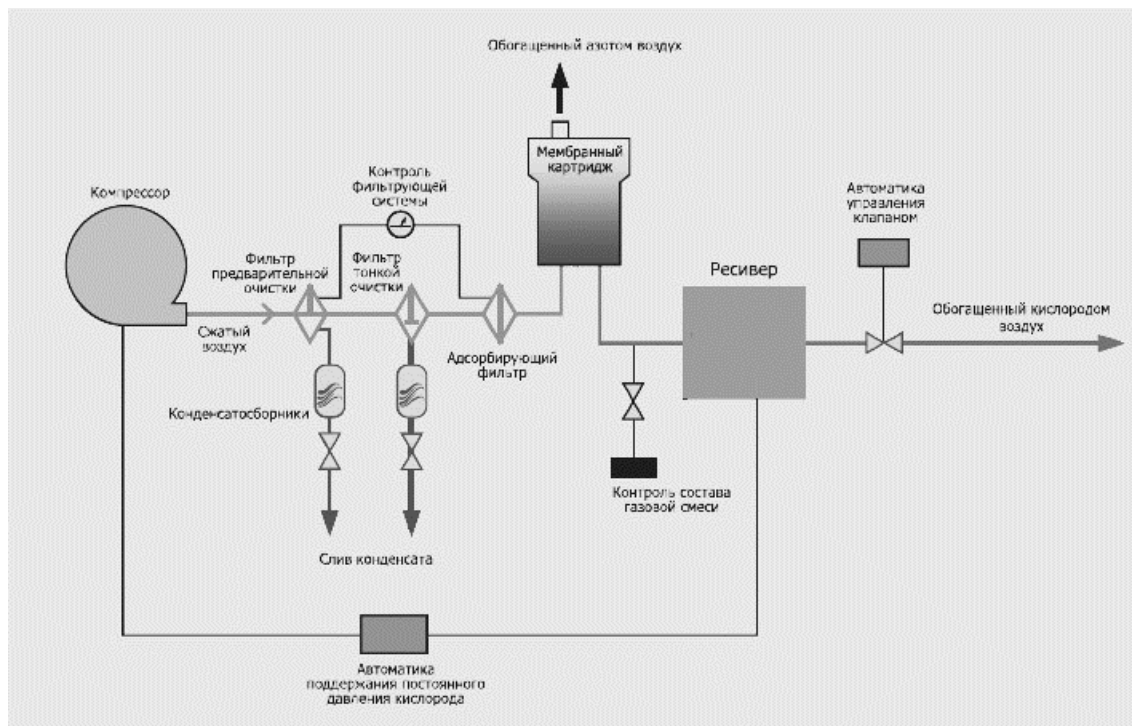 Обогащенный азотом воздух
Мембранный
картридж
Контроль
фильтрующей
системы
Компрессор
Автоматика
управления
клапаном
Фильтр
предварительной
очистки
Фильтр
тонкой
очистки
Ресивер
Обогащенный кислородом
воздух
Сжатый
воздух
Адсорбирующий
фильтр
Конденсатосборники
Контроль состава
газовой смеси
Слив конденсата
Автоматика
поддержания постоянного
давления кислорода